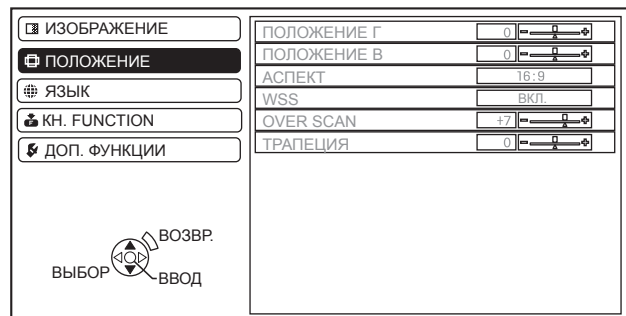 ИЗОБРАЖЕНИЕ
ПОЛОЖЕНИЕ
ЯЗЫК
КН. FUNCTION
ДОП. ФУНКЦИИ
ПОЛОЖЕНИЕ Г 0
ПОЛОЖЕНИЕ В 0
АСПЕКТ 16:9
WSS ВКЛ.
OVER SCAN +7
ТРАПЕЦИЯ 0
ВОЗВР.
ВЫБОР
ВВОД